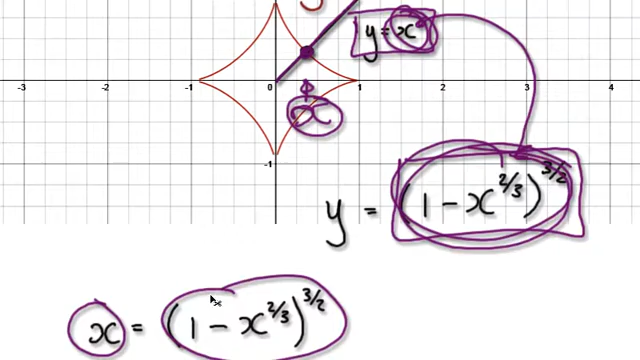 y = x
-3 -2 -1 0 1 2 3 4
x
-1
y = (1 - x^{2/3})^{3/2}
x = (1 - x^{2/3})^{3/2}